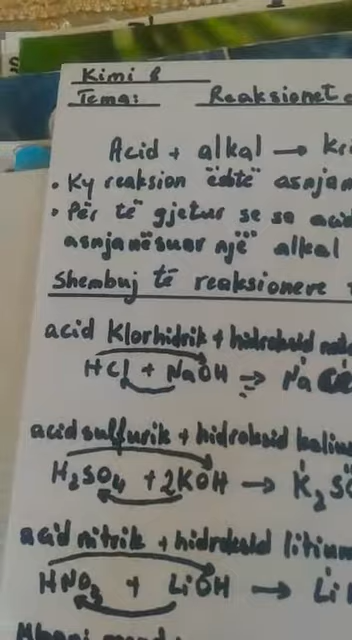 Kimi 8
Tema: Reaksionet
Acid + alkal → Kri
• Ky reaksion është asnjan
• Për të gjetur se sa acid
asnjanësuar një alkal
Shembuj të reaksioneve
acid Klorhidrik + hidroksid
HCl + NaOH → Na
acid sulfurik + hidroksid kalium
H₂SO₄ + 2KOH → K₂S
acid nitrik + hidroksid litium
HNO₃ + LiOH → Li